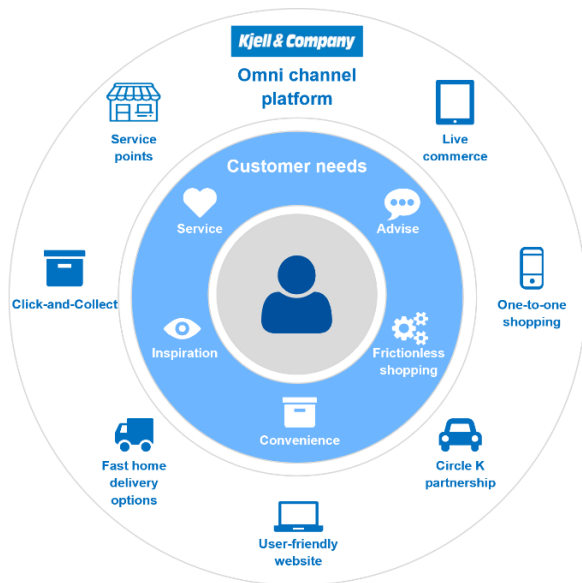 Kjell & Company
Omni channel
platform
Service
points
Live
commerce
Customer needs
Service
Advise
Click-and-Collect
One-to-one
shopping
Inspiration
Frictionless
shopping
Convenience
Fast home
delivery
options
Circle K
partnership
User-friendly
website